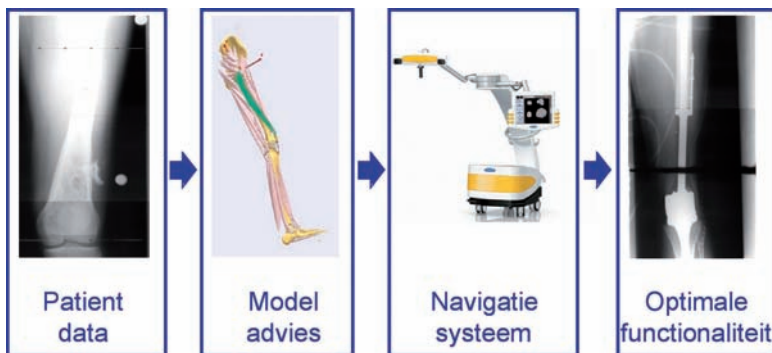 Patient
data
Model
advies
Navigatie
systeem
Optimale
functionaliteit